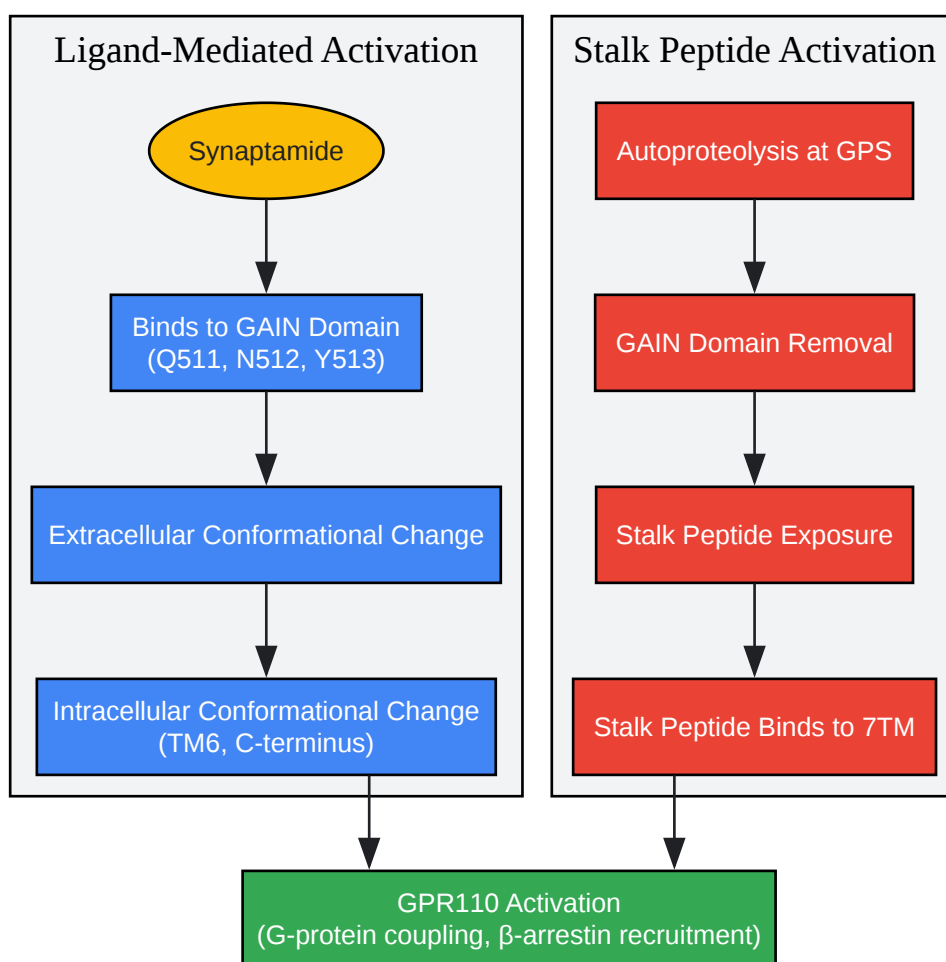 Ligand-Mediated Activation
Synaptamide
Binds to GAIN Domain
(Q511, N512, Y513)
Extracellular Conformational Change
Intracellular Conformational Change
(TM6, C-terminus)
Stalk Peptide Activation
Autoproteolysis at GPS
GAIN Domain Removal
Stalk Peptide Exposure
Stalk Peptide Binds to 7TM
GPR110 Activation
(G-protein coupling, β-arrestin recruitment)